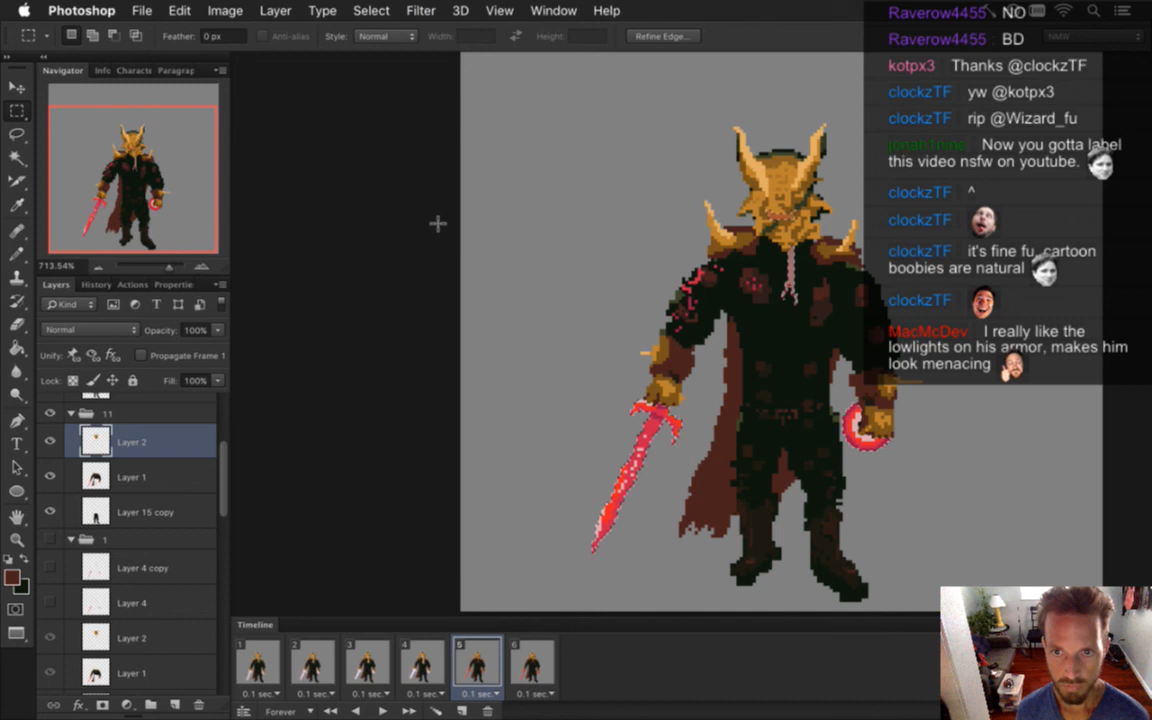 Photoshop File Edit Image Layer Type Select Filter 3D View Window Help
Feather: 0 px Anti-alias Style: Normal Width: Height: Refine Edge...
Navigator Info Characte Paragrap
713.54%
Layers History Actions Propertie
Kind
Normal Opacity: 100%
Unify: Propagate Frame 1
Lock: Fill: 100%
11
Layer 2
Layer 1
Layer 15 copy
1
Layer 4 copy
Layer 4
Layer 2
Layer 1
fx
Raverow4455 : NO
Raverow4455 : BD
kotpx3 Thanks @clockzTF
clockzTF yw @kotpx3
clockzTF rip @Wizard_fu
Now you gotta label
this video nsfw on youtube.
clockzTF ^
clockzTF
clockzTF it's fine fu, cartoon
boobies are natural
clockzTF
MacMcDev I really like the
lowlights on his armor, makes him
look menacing
Timeline
1 2 3 4 5 6
0.1 sec. 0.1 sec. 0.1 sec. 0.1 sec. 0.1 sec. 0.1 sec.
Forever